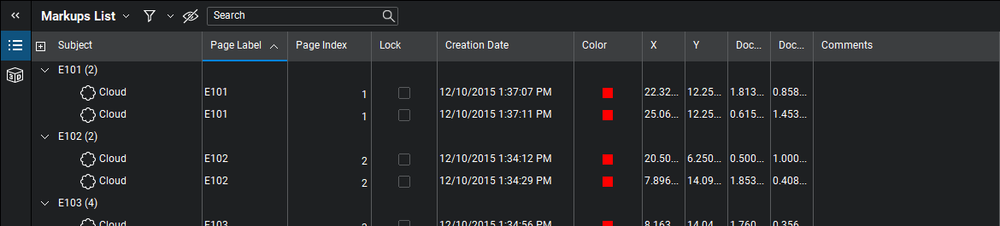 Markups List
Search
Subject Page Label Page Index Lock Creation Date Color X Y Doc... Doc... Comments
E101 (2)
Cloud E101 1 12/10/2015 1:37:07 PM 22.32... 12.25... 1.813... 0.858...
Cloud E101 1 12/10/2015 1:37:11 PM 25.06... 12.25... 0.615... 1.453...
E102 (2)
Cloud E102 2 12/10/2015 1:34:12 PM 20.50... 6.250... 0.500... 1.000...
Cloud E102 2 12/10/2015 1:34:29 PM 7.896... 14.09... 1.853... 0.408...
E103 (4)
Cloud E103 12/10/2015 1:34:56 PM 8.163... 14.04... 1.760... 0.356...